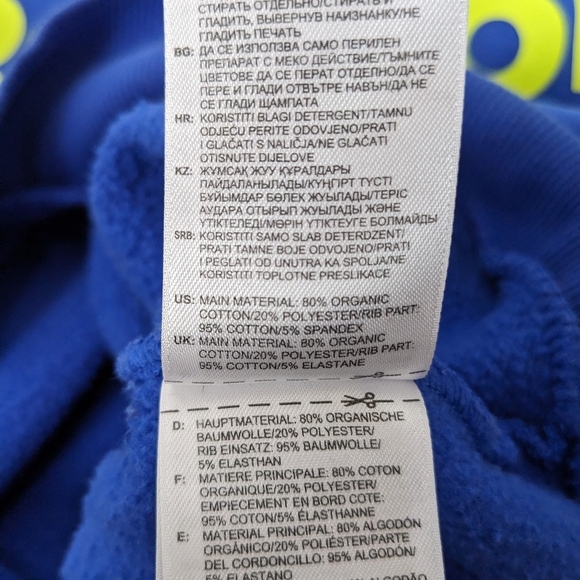 СТИРАТЬ ОТДЕЛЬНО/СТИРАТЬ И
ГЛАДИТЬ, ВЫВЕРНУВ НАИЗНАНКУ/НЕ
ГЛАДИТЬ ПЕЧАТЬ
BG: ДА СЕ ИЗПОЛЗВА САМО ПЕРИЛЕН
ПРЕПАРАТ С МЕКО ДЕЙСТВИЕ/ТЪМНИТЕ
ЦВЕТОВЕ ДА СЕ ПЕРАТ ОТДЕЛНО/ДА СЕ
ПЕРЕ И ГЛАДИ ОТВЪТРЕ НАВЪН/ДА НЕ
СЕ ГЛАДИ ЩАМПАТА
HR: KORISTITI BLAGI DETERGENT/TAMNU
ODJEĆU PERITE ODOVJENO/PRATI
I GLAČATI S NALIČJA/NE GLAČATI
OTISNUTE DIJELOVE
KZ: ЖҰМСАҚ ЖУУ ҚҰРАЛДАРЫ
ПАЙДАЛАНЫЛАДЫ/КҮҢГІРТ ТҮСТІ
БҰЙЫМДАР БӨЛЕК ЖУЫЛАДЫ/ТЕРІС
АУДАРА ОТЫРЫП ЖУЫЛАДЫ ЖӘНЕ
ҮТІКТЕЛЕДІ/МӨРІН ҮТІКТЕУГЕ БОЛМАЙДЫ
SRB: KORISTITI SAMO SLAB DETERDZENT/
PRATI TAMNE BOJE ODVOJENO/PRATI
I PEGLATI OD UNUTRA KA SPOLJA/NE
KORISTITI TOPLOTNE PRESLIKACE
US: MAIN MATERIAL: 80% ORGANIC
COTTON/20% POLYESTER/RIB PART:
95% COTTON/5% SPANDEX
UK: MAIN MATERIAL: 80% ORGANIC
COTTON/20% POLYESTER/RIB PART:
95% COTTON/5% ELASTANE
D: HAUPTMATERIAL: 80% ORGANISCHE
BAUMWOLLE/20% POLYESTER/
RIB EINSATZ: 95% BAUMWOLLE/
5% ELASTHAN
F: MATIERE PRINCIPALE: 80% COTON
ORGANIQUE/20% POLYESTER/
EMPIECEMENT EN BORD COTE:
95% COTON/5% ÉLASTHANNE
E: MATERIAL PRINCIPAL: 80% ALGODÓN
ORGÁNICO/20% POLIÉSTER/PARTE
DEL CORDONCILLO: 95% ALGODÓN/
5% ELASTANO